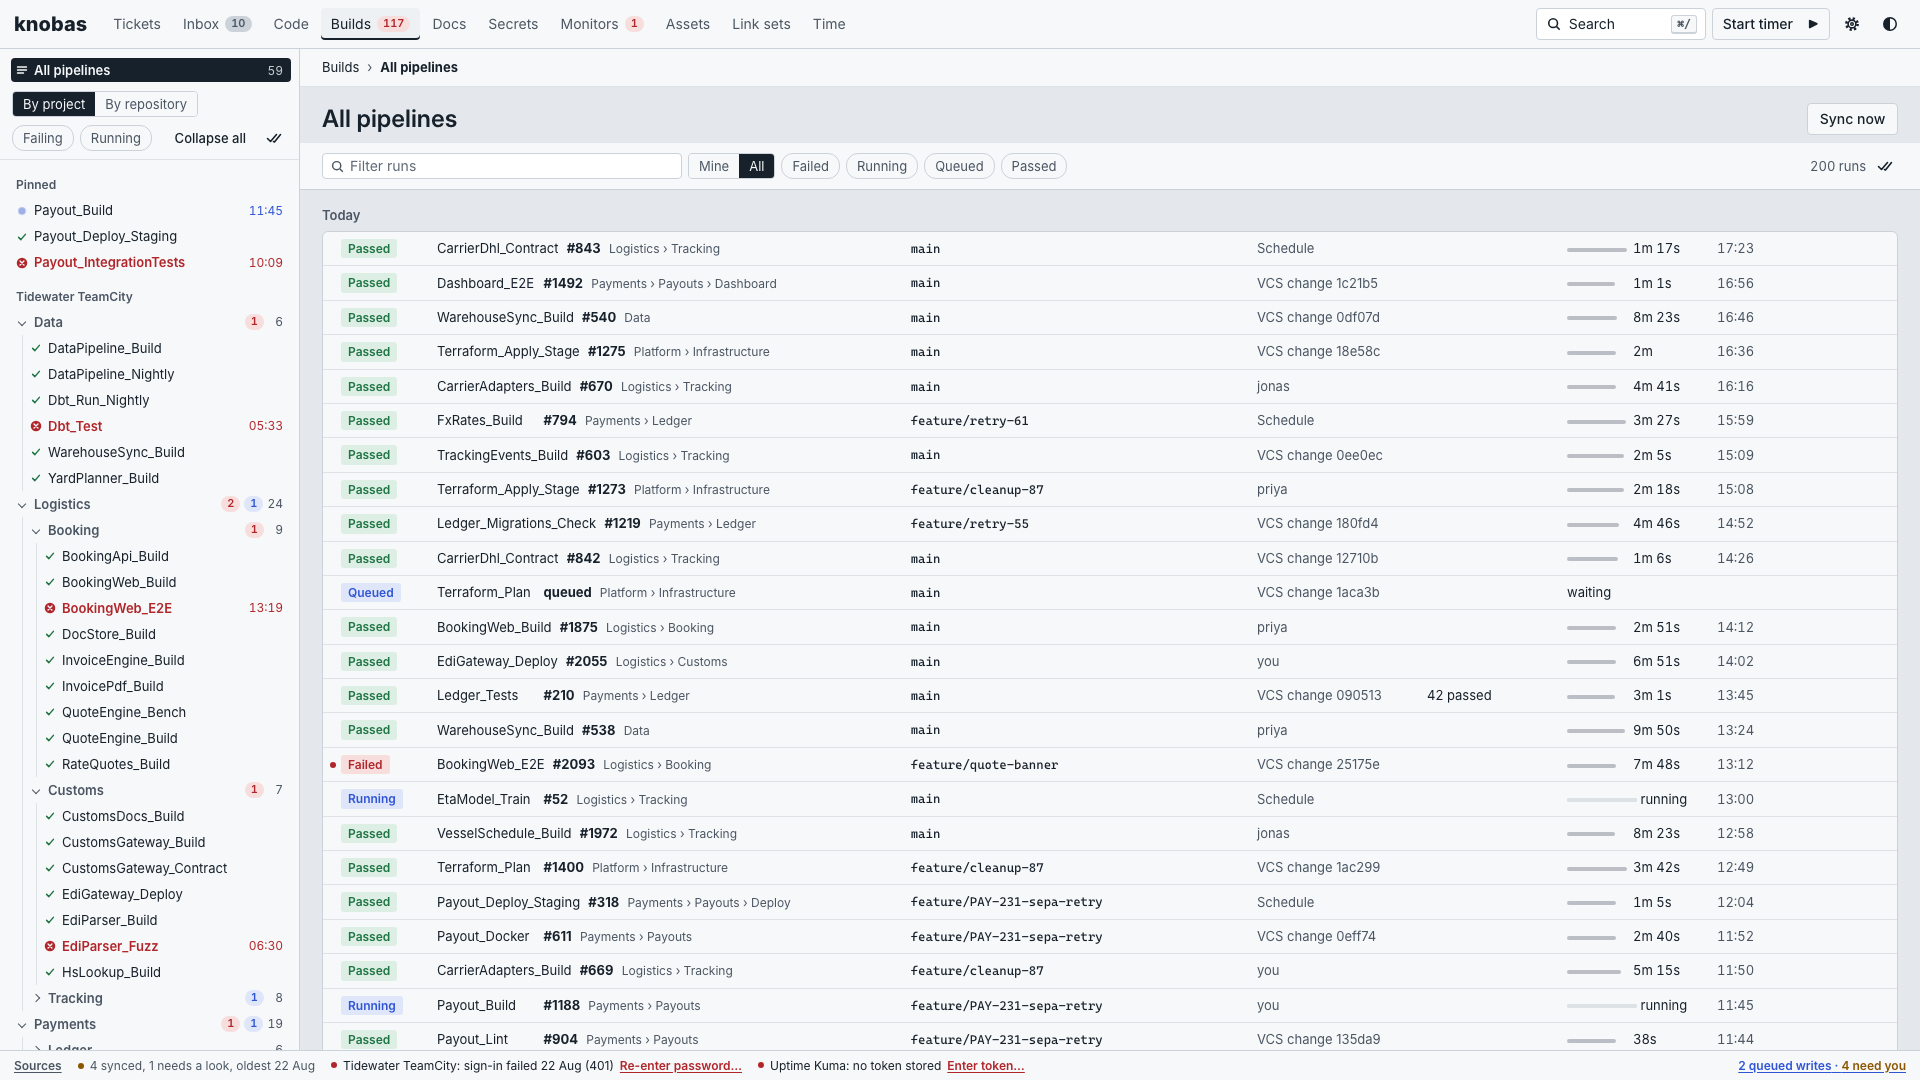 knobas Tickets Inbox 10 Code Builds 117 Docs Secrets Monitors 1 Assets Link sets Time Search ⌘/ Start timer
All pipelines 59
By project By repository
Failing Running Collapse all
Pinned
Payout_Build 11:45
Payout_Deploy_Staging
Payout_IntegrationTests 10:09
Tidewater TeamCity
Data 1 6
DataPipeline_Build
DataPipeline_Nightly
Dbt_Run_Nightly
Dbt_Test 05:33
WarehouseSync_Build
YardPlanner_Build
Logistics 2 1 24
Booking 1 9
BookingApi_Build
BookingWeb_Build
BookingWeb_E2E 13:19
DocStore_Build
InvoiceEngine_Build
InvoicePdf_Build
QuoteEngine_Bench
QuoteEngine_Build
RateQuotes_Build
Customs 1 7
CustomsDocs_Build
CustomsGateway_Build
CustomsGateway_Contract
EdiGateway_Deploy
EdiParser_Build
EdiParser_Fuzz 06:30
HsLookup_Build
Tracking 1 8
Payments 1 1 19
Ledger 6
Builds › All pipelines
All pipelines Sync now
Filter runs Mine All Failed Running Queued Passed 200 runs
Today
Passed CarrierDhl_Contract #843 Logistics › Tracking main Schedule 1m 17s 17:23
Passed Dashboard_E2E #1492 Payments › Payouts › Dashboard main VCS change 1c21b5 1m 1s 16:56
Passed WarehouseSync_Build #540 Data main VCS change 0df07d 8m 23s 16:46
Passed Terraform_Apply_Stage #1275 Platform › Infrastructure main VCS change 18e58c 2m 16:36
Passed CarrierAdapters_Build #670 Logistics › Tracking main jonas 4m 41s 16:16
Passed FxRates_Build #794 Payments › Ledger feature/retry-61 Schedule 3m 27s 15:59
Passed TrackingEvents_Build #603 Logistics › Tracking main VCS change 0ee0ec 2m 5s 15:09
Passed Terraform_Apply_Stage #1273 Platform › Infrastructure feature/cleanup-87 priya 2m 18s 15:08
Passed Ledger_Migrations_Check #1219 Payments › Ledger feature/retry-55 VCS change 180fd4 4m 46s 14:52
Passed CarrierDhl_Contract #842 Logistics › Tracking main VCS change 12710b 1m 6s 14:26
Queued Terraform_Plan queued Platform › Infrastructure main VCS change 1aca3b waiting
Passed BookingWeb_Build #1875 Logistics › Booking main priya 2m 51s 14:12
Passed EdiGateway_Deploy #2055 Logistics › Customs main you 6m 51s 14:02
Passed Ledger_Tests #210 Payments › Ledger main VCS change 090513 42 passed 3m 1s 13:45
Passed WarehouseSync_Build #538 Data main priya 9m 50s 13:24
Failed BookingWeb_E2E #2093 Logistics › Booking feature/quote-banner VCS change 25175e 7m 48s 13:12
Running EtaModel_Train #52 Logistics › Tracking main Schedule running 13:00
Passed VesselSchedule_Build #1972 Logistics › Tracking main jonas 8m 23s 12:58
Passed Terraform_Plan #1400 Platform › Infrastructure feature/cleanup-87 VCS change 1ac299 3m 42s 12:49
Passed Payout_Deploy_Staging #318 Payments › Payouts › Deploy feature/PAY-231-sepa-retry Schedule 1m 5s 12:04
Passed Payout_Docker #611 Payments › Payouts feature/PAY-231-sepa-retry VCS change 0eff74 2m 40s 11:52
Passed CarrierAdapters_Build #669 Logistics › Tracking feature/cleanup-87 you 5m 15s 11:50
Running Payout_Build #1188 Payments › Payouts feature/PAY-231-sepa-retry you running 11:45
Passed Payout_Lint #904 Payments › Payouts feature/PAY-231-sepa-retry VCS change 135da9 38s 11:44
Sources 4 synced, 1 needs a look, oldest 22 Aug Tidewater TeamCity: sign-in failed 22 Aug (401) Re-enter password... Uptime Kuma: no token stored Enter token... 2 queued writes · 4 need you